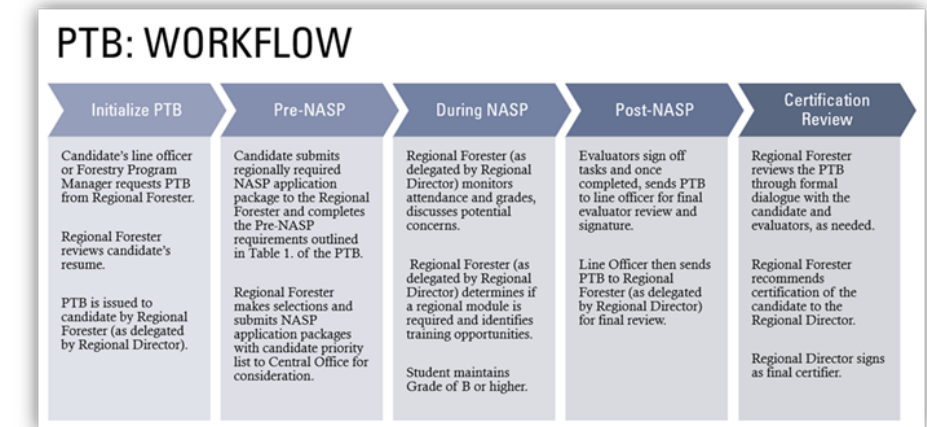 PTB: WORKFLOW
Initialize PTB
Candidate's line officer
or Forestry Program
Manager requests PTB
from Regional Forester.
Regional Forester
reviews candidate's
resume.
PTB is issued to
candidate by Regional
Forester (as delegated
by Regional Director).
Pre-NASP
Candidate submits
regionally required
NASP application
package to the Regional
Forester and completes
the Pre-NASP
requirements outlined
in Table 1. of the PTB.
Regional Forester
makes selections and
submits NASP
application packages
with candidate priority
list to Central Office for
consideration.
During NASP
Regional Forester (as
delegated by Regional
Director) monitors
attendance and grades,
discusses potential
concerns.
Regional Forester (as
delegated by Regional
Director) determines if
a regional module is
required and identifies
training opportunities.
Student maintains
Grade of B or higher.
Post-NASP
Evaluators sign off
tasks and once
completed, sends PTB
to line officer for final
evaluator review and
signature.
Line Officer then sends
PTB to Regional
Forester (as delegated
by Regional Director)
for final review.
Certification
Review
Regional Forester
reviews the PTB
through formal
dialogue with the
candidate and
evaluators, as needed.
Regional Forester
recommends
certification of the
candidate to the
Regional Director.
Regional Director signs
as final certifier.